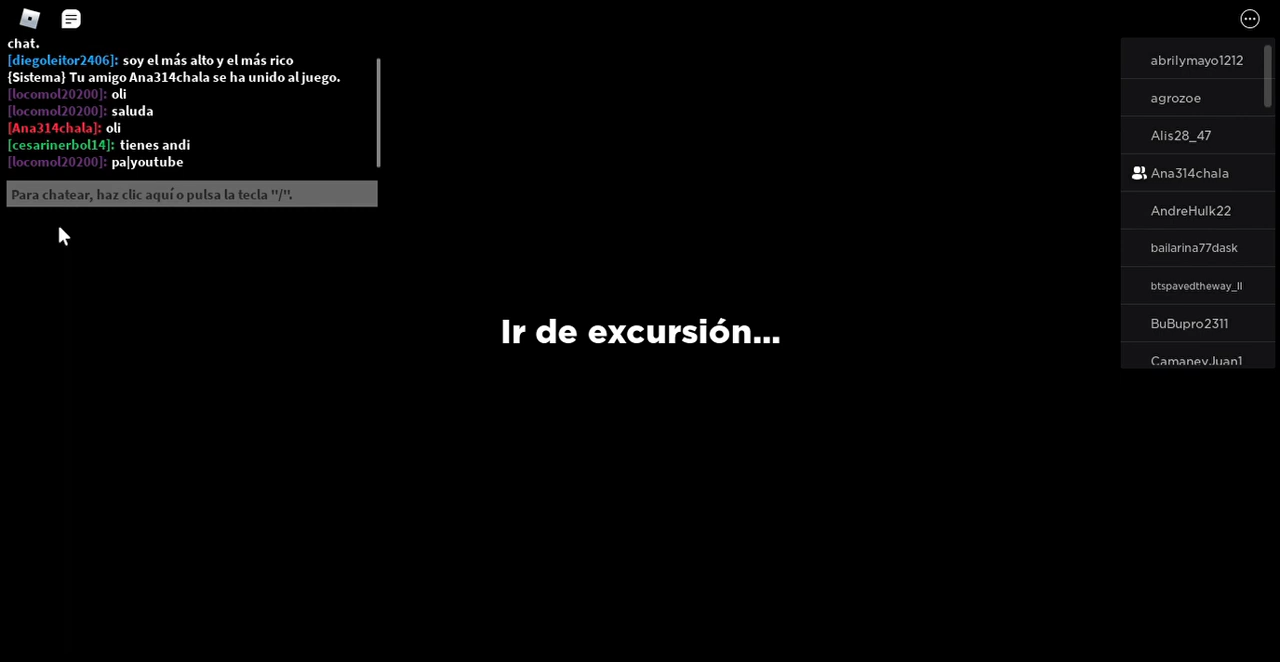 chat.
[diegoleitor2406]: soy el más alto y el más rico
{Sistema} Tu amigo Ana314chala se ha unido al juego.
[locomol20200]: oli
[locomol20200]: saluda
[Ana314chala]: oli
[cesarinerbol14]: tienes andi
[locomol20200]: pa|youtube
Para chatear, haz clic aquí o pulsa la tecla "/".
Ir de excursión...
abrilymayo1212
agrozoe
Alis28_47
Ana314chala
AndreHulk22
bailarina77dask
btspavedtheway_ll
BuBupro2311
CamaneyJuan1